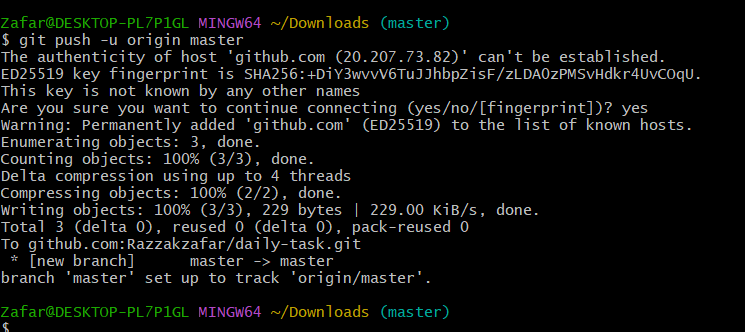 Zafar@DESKTOP-PL7P1GL MINGW64 ~/Downloads (master)
$ git push -u origin master
The authenticity of host 'github.com (20.207.73.82)' can't be established.
ED25519 key fingerprint is SHA256:+DiY3wvvV6TuJJhbpZisF/zLDA0zPMSvHdkr4UvCOqU.
This key is not known by any other names
Are you sure you want to continue connecting (yes/no/[fingerprint])? yes
Warning: Permanently added 'github.com' (ED25519) to the list of known hosts.
Enumerating objects: 3, done.
Counting objects: 100% (3/3), done.
Delta compression using up to 4 threads
Compressing objects: 100% (2/2), done.
Writing objects: 100% (3/3), 229 bytes | 229.00 KiB/s, done.
Total 3 (delta 0), reused 0 (delta 0), pack-reused 0
To github.com:Razzakzafar/daily-task.git
 * [new branch]      master -> master
branch 'master' set up to track 'origin/master'.
Zafar@DESKTOP-PL7P1GL MINGW64 ~/Downloads (master)
$